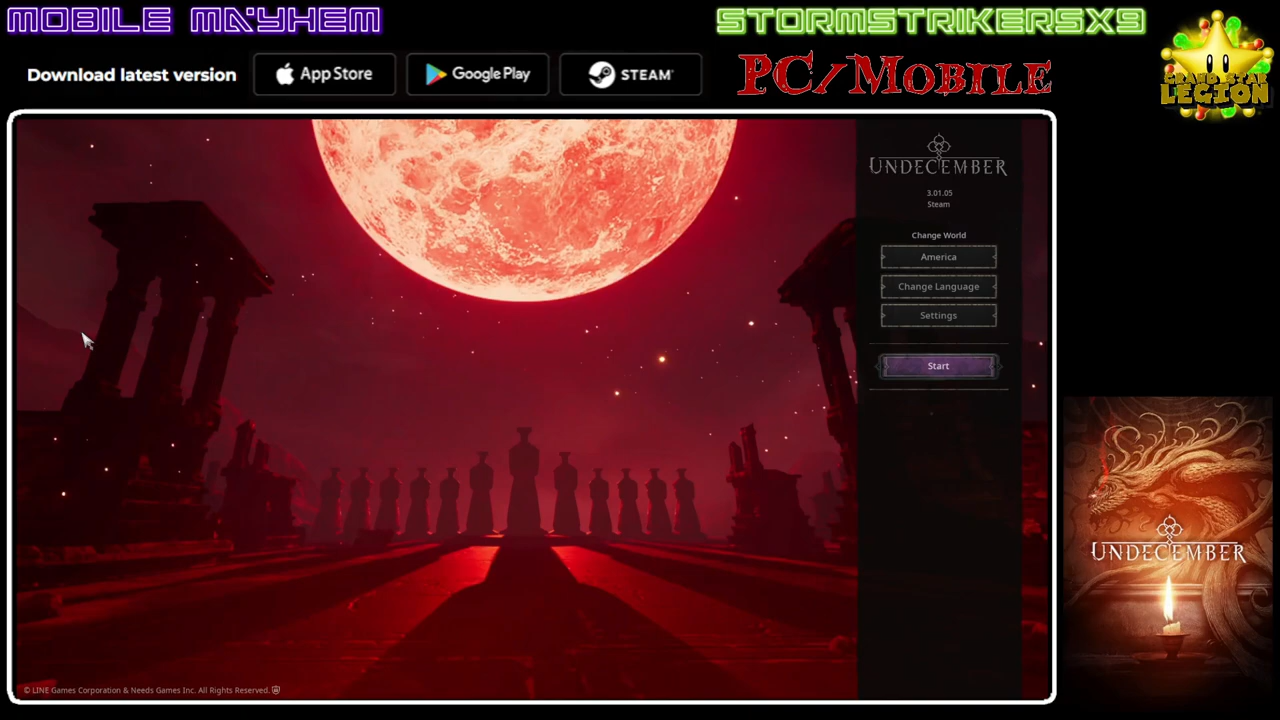 MOBILE MAYHEM
STORMSTRIKERSX9
Download latest version
App Store
Google Play
STEAM
PC/MOBILE
GRAND STAR
LEGION
UNDECEMBER
3.01.05
Steam
Change World
America
Change Language
Settings
Start
UNDECEMBER
© LINE Games Corporation & Needs Games Inc. All Rights Reserved.